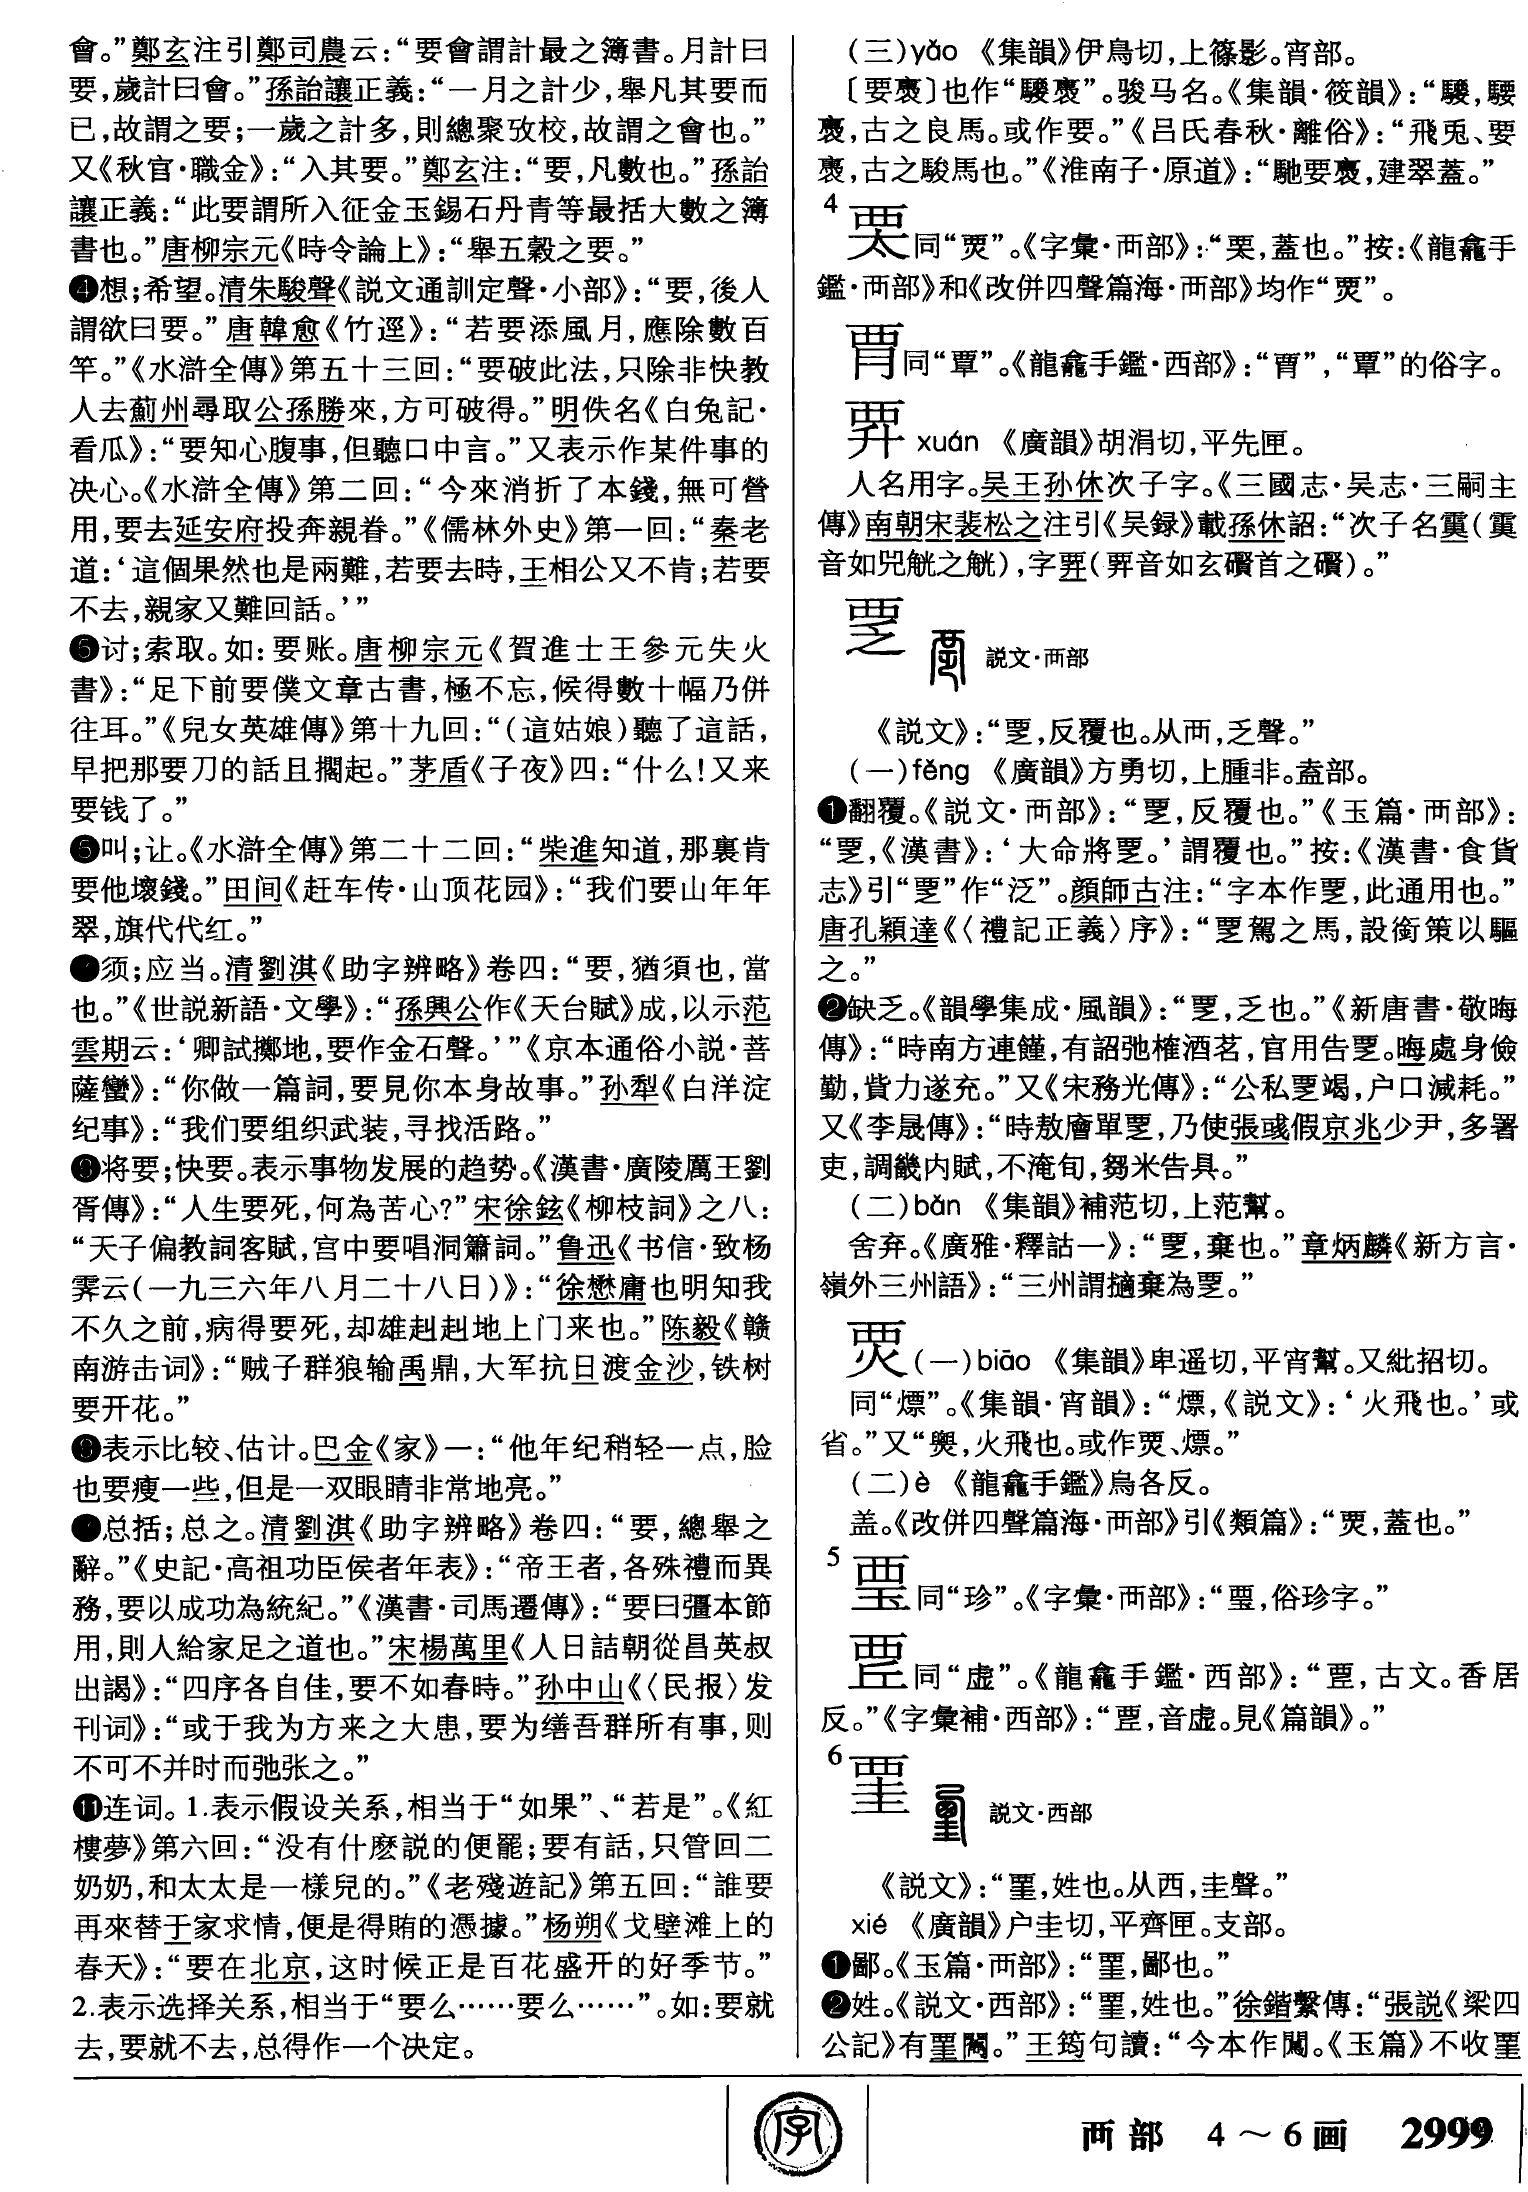 會。”鄭玄注引鄭司農云：“要會謂計最之簿書。月計曰
要，歲計曰會。”孫詒讓正義：“一月之計少，舉凡其要而
已，故謂之要；一歲之計多，則總聚攷校，故謂之會也。”
又《秋官·職金》：“入其要。”鄭玄注：“要，凡數也。”孫詒
讓正義：“此要謂所入征金玉錫石丹青等最括大數之簿
書也。”唐柳宗元《時令論上》：“舉五穀之要。”
❹想；希望。清朱駿聲《説文通訓定聲·小部》：“要，後人
謂欲曰要。”唐韓愈《竹逕》：“若要添風月，應除數百
竿。”《水滸全傳》第五十三回：“要破此法，只除非快教
人去薊州尋取公孫勝來，方可破得。”明佚名《白兔記·
看瓜》：“要知心腹事，但聽口中言。”又表示作某件事的
决心。《水滸全傳》第二回：“今來消折了本錢，無可營
用，要去延安府投奔親眷。”《儒林外史》第一回：“秦老
道：‘這個果然也是兩難，若要去時，王相公又不肯；若要
不去，親家又難回話。’”
❺讨；索取。如：要账。唐柳宗元《賀進士王參元失火
書》：“足下前要僕文章古書，極不忘，候得數十幅乃併
往耳。”《兒女英雄傳》第十九回：“（這姑娘）聽了這話，
早把那要刀的話且擱起。”茅盾《子夜》四：“什么！又来
要钱了。”
❻叫；让。《水滸全傳》第二十二回：“柴進知道，那裏肯
要他壞錢。”田间《赶车传·山顶花园》：“我们要山年年
翠，旗代代红。”
❼须；应当。清劉淇《助字辨略》卷四：“要，猶須也，當
也。”《世説新語·文學》：“孫興公作《天台賦》成，以示范
雲期云：‘卿試擲地，要作金石聲。’”《京本通俗小説·菩
薩蠻》：“你做一篇詞，要見你本身故事。”孙犁《白洋淀
纪事》：“我们要组织武装，寻找活路。”
❽将要；快要。表示事物发展的趋势。《漢書·廣陵厲王劉
胥傳》：“人生要死，何為苦心？”宋徐鉉《柳枝詞》之八：
“天子偏教詞客賦，宫中要唱洞簫詞。”鲁迅《书信·致杨
霁云（一九三六年八月二十八日）》：“徐懋庸也明知我
不久之前，病得要死，却雄赳赳地上门来也。”陈毅《赣
南游击词》：“贼子群狼输禹鼎，大军抗日渡金沙，铁树
要开花。”
❾表示比较、估计。巴金《家》一：“他年纪稍轻一点，脸
也要瘦一些，但是一双眼睛非常地亮。”
❿总括；总之。清劉淇《助字辨略》卷四：“要，總舉之
辭。”《史記·高祖功臣侯者年表》：“帝王者，各殊禮而異
務，要以成功為統紀。”《漢書·司馬遷傳》：“要曰彊本節
用，則人給家足之道也。”宋楊萬里《人日詰朝從昌英叔
出謁》：“四序各自佳，要不如春時。”孙中山《〈民报〉发
刊词》：“或于我为方来之大患，要为缮吾群所有事，则
不可不并时而弛张之。”
⓫连词。1.表示假设关系，相当于“如果”、“若是”。《紅
樓夢》第六回：“没有什麽説的便罷；要有話，只管回二
奶奶，和太太是一樣兒的。”《老殘遊記》第五回：“誰要
再來替于家求情，便是得賄的憑據。”杨朔《戈壁滩上的
春天》：“要在北京，这时候正是百花盛开的好季节。”
2.表示选择关系，相当于“要么……要么……”。如：要就
去，要就不去，总得作一个决定。
（三）yǎo 《集韻》伊鳥切，上篠影。宵部。
〔要褭〕也作“騕褭”。骏马名。《集韻·筱韻》：“騕，騕
褭，古之良馬。或作要。”《吕氏春秋·離俗》：“飛兎、要
褭，古之駿馬也。”《淮南子·原道》：“馳要褭，建翠蓋。”
4
同“覂”。《字彙·襾部》：“，蓋也。”按：《龍龕手
鑑·襾部》和《改併四聲篇海·襾部》均作“”。
同“覃”。《龍龕手鑑·西部》：“”，“覃”的俗字。
xuán 《廣韻》胡涓切，平先匣。
人名用字。吴王孙休次子字。《三國志·吴志·三嗣主
傳》南朝宋裴松之注引《吴録》載孫休詔：“次子名（
音如兕觥之觥），字（音如玄礥首之礥）。”
覂 説文·襾部
《説文》：“覂，反覆也。从襾，乏聲。”
（一）fěng 《廣韻》方勇切，上腫非。盍部。
❶翻覆。《説文·襾部》：“覂，反覆也。”《玉篇·襾部》：
“覂，《漢書》：‘大命將覂。’謂覆也。”按：《漢書·食貨
志》引“覂”作“泛”。顔師古注：“字本作覂，此通用也。”
唐孔穎達《〈禮記正義〉序》：“覂駕之馬，設銜策以驅
之。”
❷缺乏。《韻學集成·風韻》：“覂，乏也。”《新唐書·敬晦
傳》：“時南方連饉，有詔弛榷酒茗，官用告覂。晦處身儉
勤，貲力遂充。”又《宋務光傳》：“公私覂竭，户口減耗。”
又《李晟傳》：“時敖廥單覂，乃使張彧假京兆少尹，多署
吏，調畿内賦，不淹旬，芻米告具。”
（二）bǎn 《集韻》補范切，上范幫。
舍弃。《廣雅·釋詁一》：“覂，棄也。”章炳麟《新方言·
嶺外三州語》：“三州謂擿棄為覂。”
（一）biāo 《集韻》卑遥切，平宵幫。又紕招切。
同“熛”。《集韻·宵韻》：“熛，《説文》：‘火飛也。’或
省。”又“㷠，火飛也。或作、熛。”
（二）è 《龍龕手鑑》烏各反。
盖。《改併四聲篇海·襾部》引《類篇》：“，蓋也。”
5
同“珍”。《字彙·襾部》：“，俗珍字。”
同“虚”。《龍龕手鑑·西部》：“，古文。香居
反。”《字彙補·西部》：“，音虚。見《篇韻》。”
6
𧟭 説文·西部
《説文》：“，姓也。从西，圭聲。”
xié 《廣韻》户圭切，平齊匣。支部。
❶鄙。《玉篇·襾部》：“，鄙也。”
❷姓。《説文·西部》：“，姓也。”徐鍇繫傳：“張説《梁四
公記》有。”王筠句讀：“今本作闖。《玉篇》不收
字
襾部 4～6画 2999